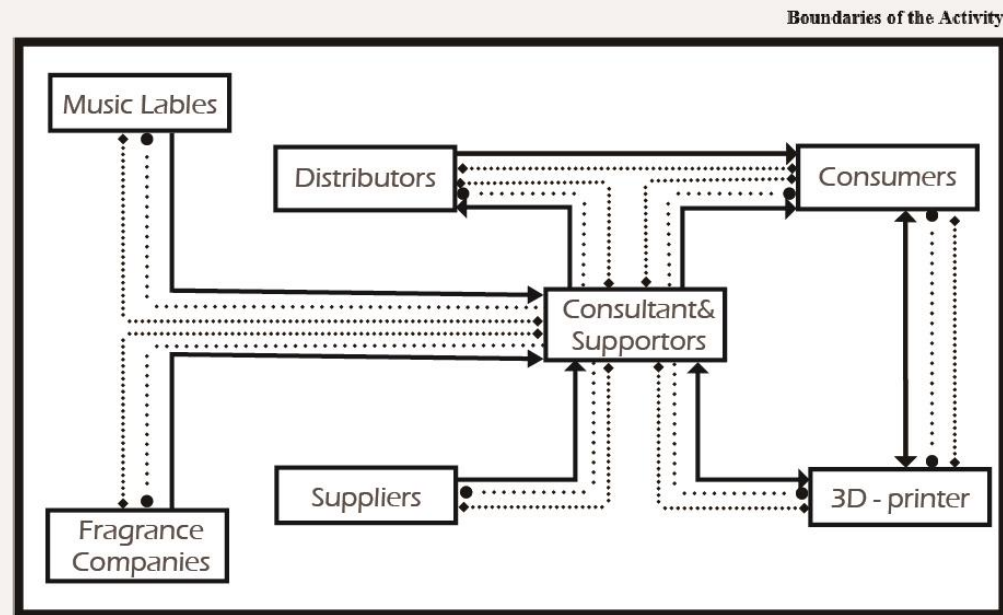 Boundaries of the Activity
Music Lables
Distributors
Consumers
Consultant&
Supportors
Suppliers
3D - printer
Fragrance
Companies